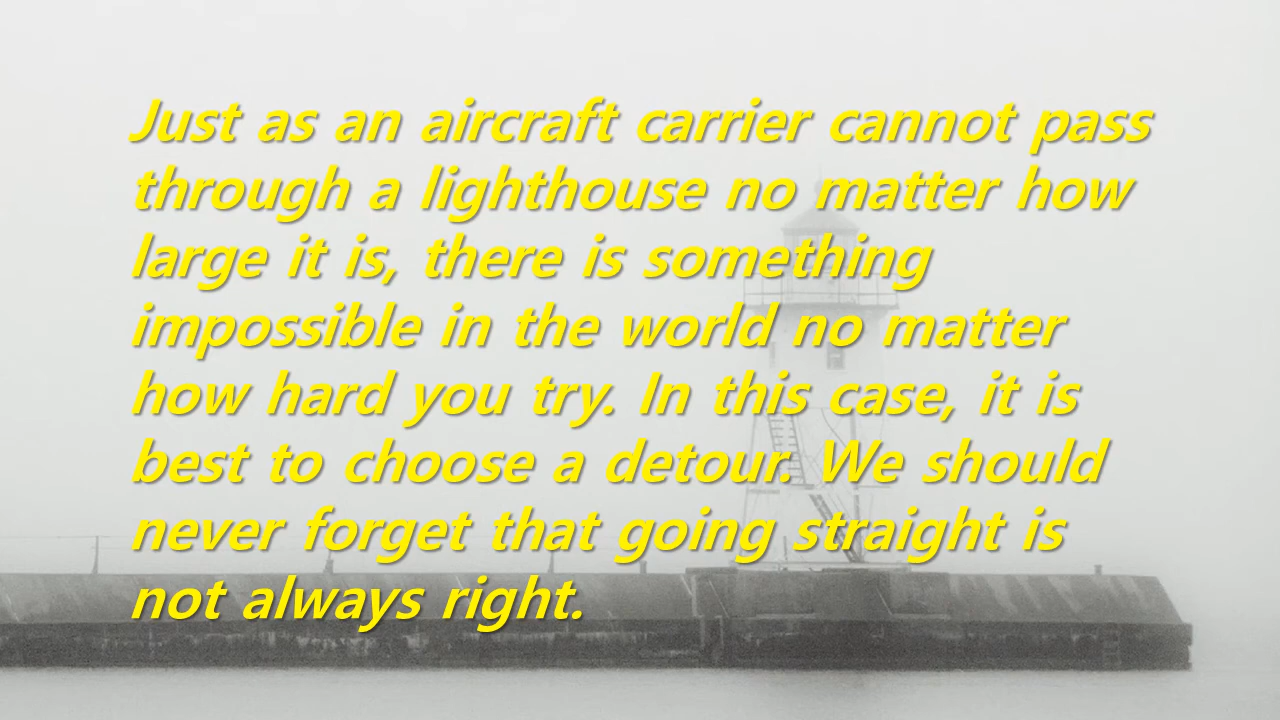 Just as an aircraft carrier cannot pass
through a lighthouse no matter how
large it is, there is something
impossible in the world no matter
how hard you try. In this case, it is
best to choose a detour. We should
never forget that going straight is
not always right.